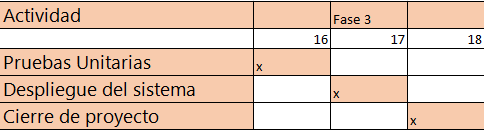 Actividad Fase 3
16 17 18
Pruebas Unitarias x
Despliegue del sistema x
Cierre de proyecto x